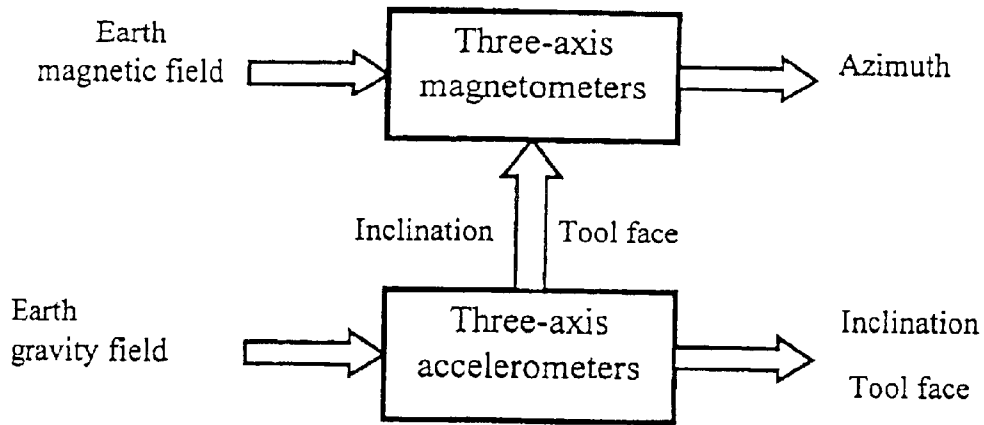 Earth
magnetic field
Three-axis
magnetometers
Azimuth
Inclination
Tool face
Earth
gravity field
Three-axis
accelerometers
Inclination
Tool face